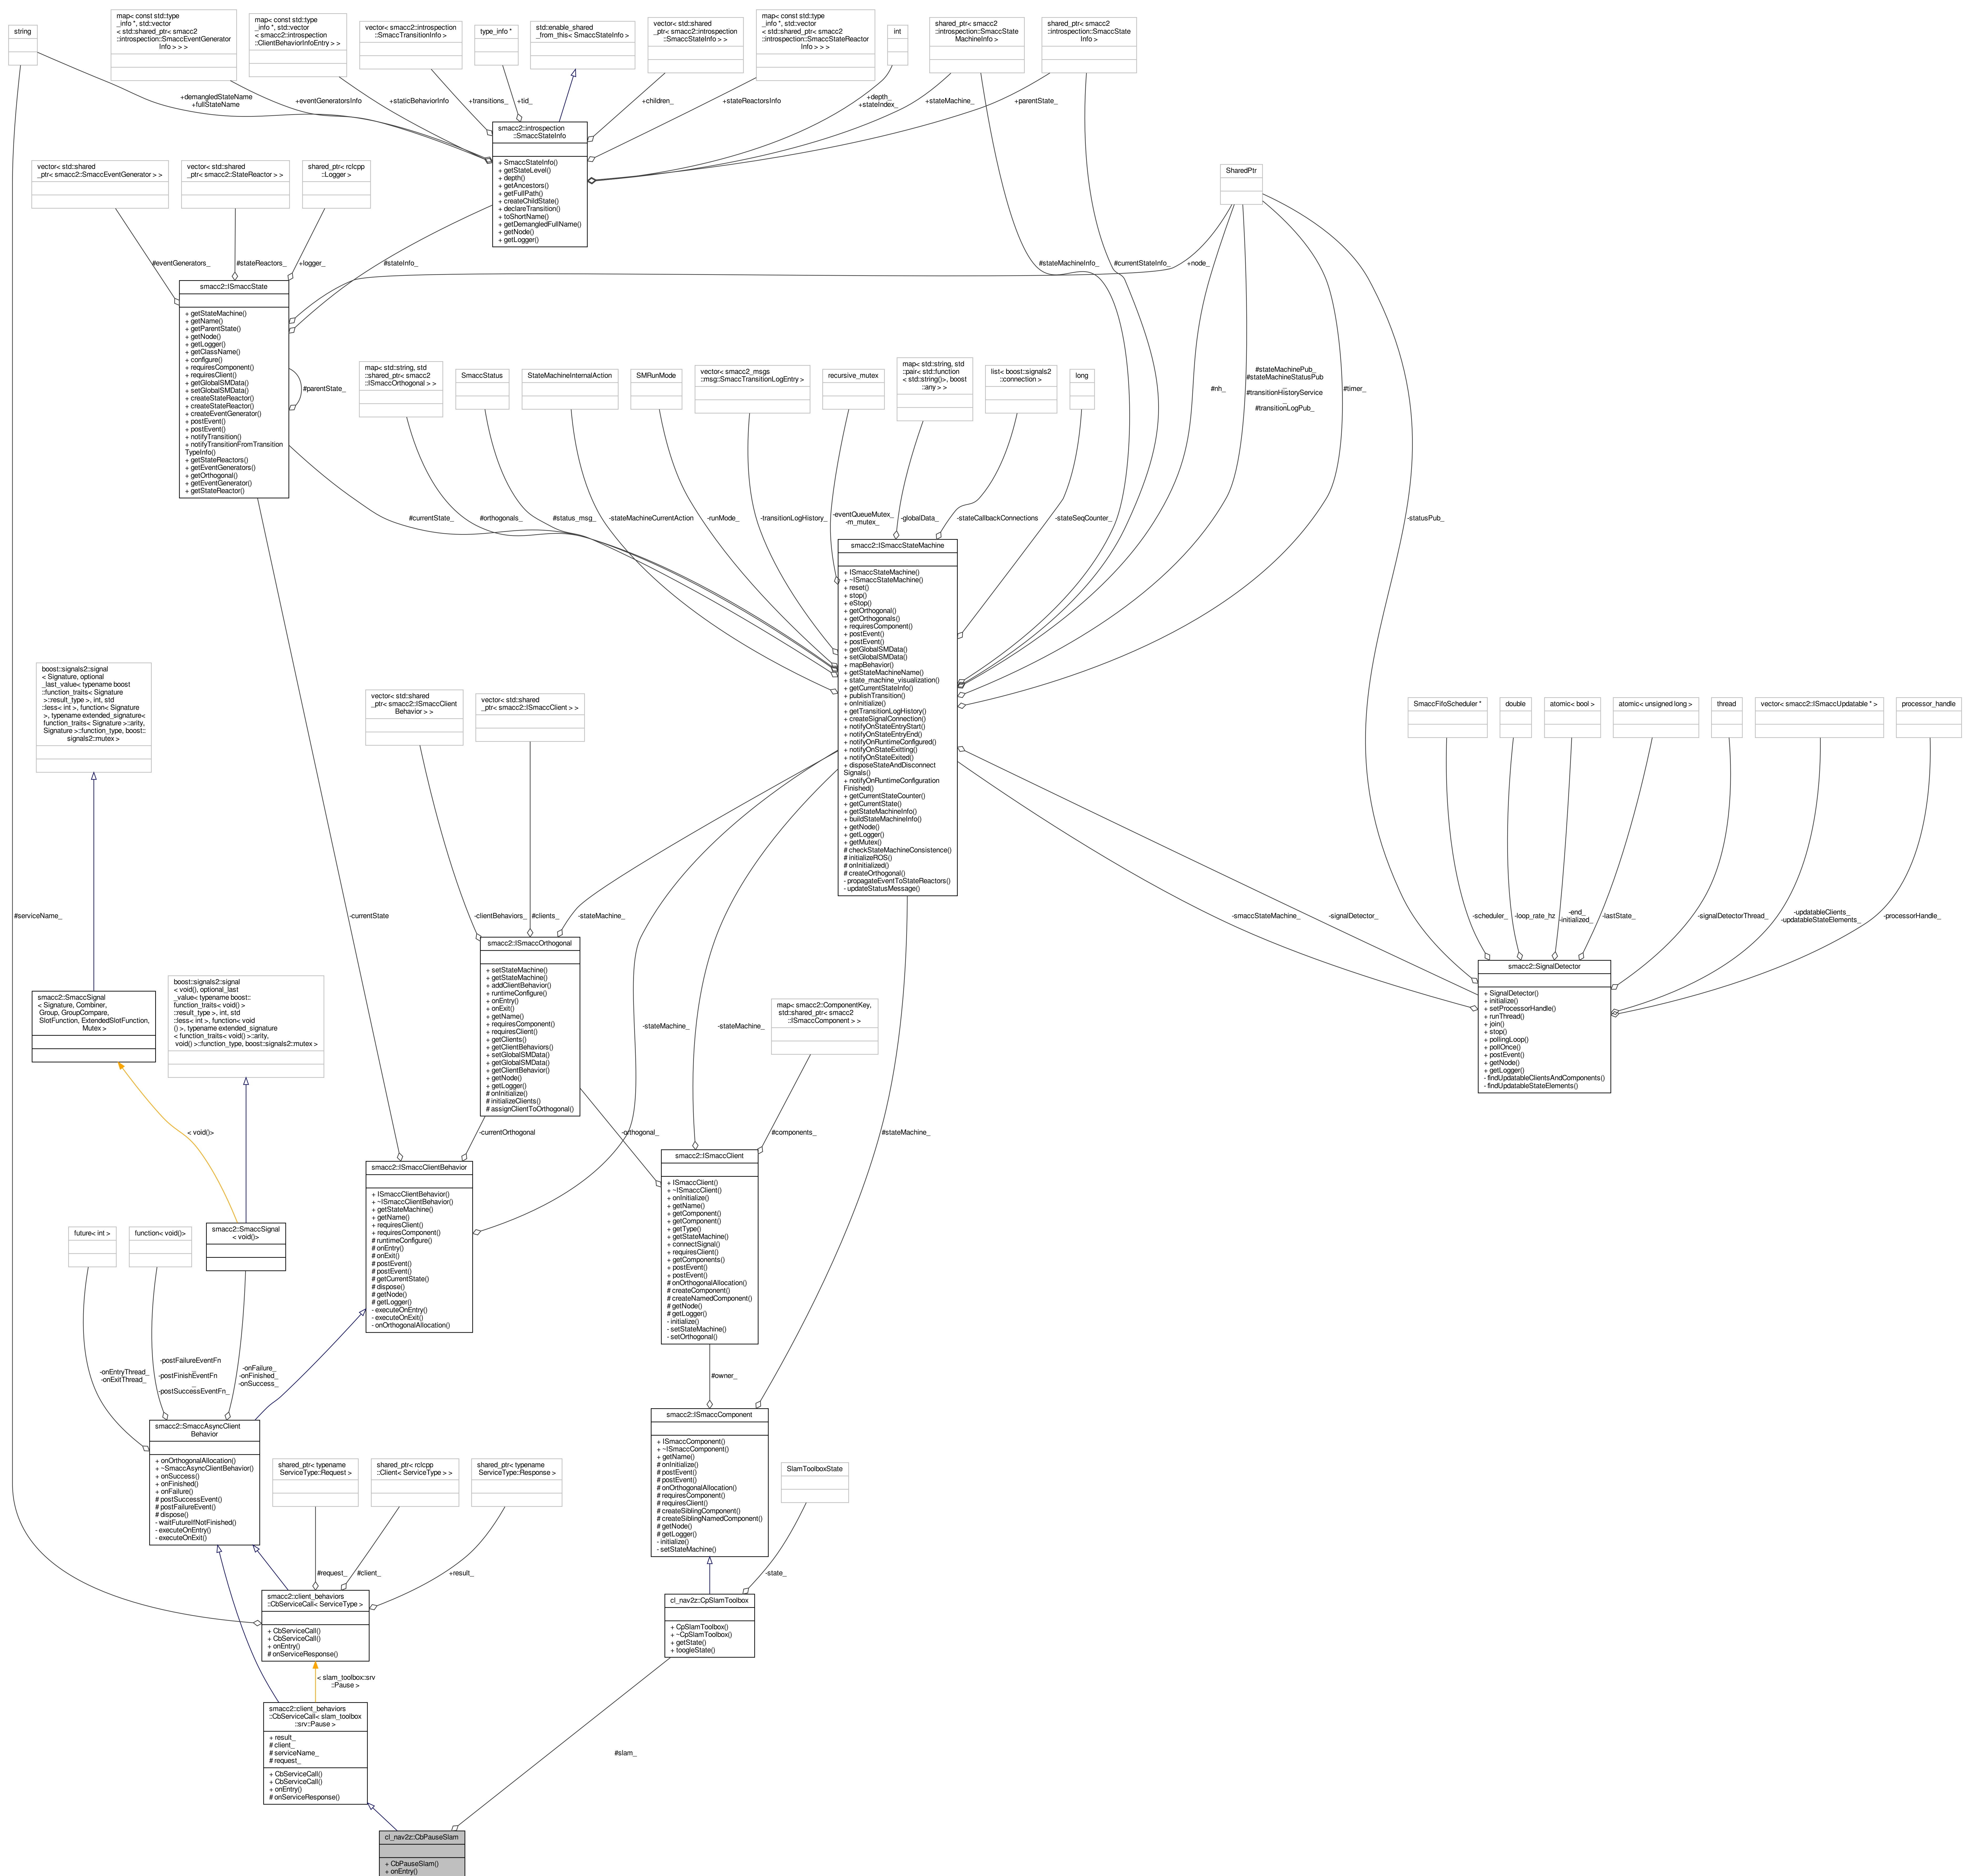 string
map< const std::type
_info *, std::vector
< std::shared_ptr< smacc2
::introspection::SmaccEventGenerator
Info > > >
map< const std::type
_info *, std::vector
< smacc2::introspection
::ClientBehaviorInfoEntry > >
vector< smacc2::introspection
::SmaccTransitionInfo >
type_info *
std::enable_shared
_from_this< SmaccStateInfo >
vector< std::shared
_ptr< smacc2::introspection
::SmaccStateInfo > >
map< const std::type
_info *, std::vector
< std::shared_ptr< smacc2
::introspection::SmaccStateReactor
Info > > >
int
shared_ptr< smacc2
::introspection::SmaccState
MachineInfo >
shared_ptr< smacc2
::introspection::SmaccState
Info >
+demangledStateName
+fullStateName
+eventGeneratorsInfo
+staticBehaviorInfo
+transitions_
+tid_
+children_
+stateReactorsInfo
+depth_
+stateIndex_
+stateMachine_
+parentState_
smacc2::introspection
::SmaccStateInfo
+ SmaccStateInfo()
+ getStateLevel()
+ depth()
+ getAncestors()
+ getFullPath()
+ createChildState()
+ declareTransition()
+ toShortName()
+ getDemangledFullName()
+ getNode()
+ getLogger()
vector< std::shared
_ptr< smacc2::SmaccEventGenerator > >
vector< std::shared
_ptr< smacc2::StateReactor > >
shared_ptr< rclcpp
::Logger >
SharedPtr
#eventGenerators_
#stateReactors_
+logger_
#stateInfo_
#stateMachineInfo_
#currentStateInfo_
+node_
smacc2::ISmaccState
+ getStateMachine()
+ getName()
+ getParentState()
+ getNode()
+ getLogger()
+ getClassName()
+ configure()
+ requiresComponent()
+ requiresClient()
+ getGlobalSMData()
+ setGlobalSMData()
+ createStateReactor()
+ createStateReactor()
+ createEventGenerator()
+ postEvent()
+ postEvent()
+ notifyTransition()
+ notifyTransitionFromTransition
TypeInfo()
+ getStateReactors()
+ getEventGenerators()
+ getOrthogonal()
+ getEventGenerator()
+ getStateReactor()
#parentState_
map< std::string, std
::shared_ptr< smacc2
::ISmaccOrthogonal > >
SmaccStatus
StateMachineInternalAction
SMRunMode
vector< smacc2_msgs
::msg::SmaccTransitionLogEntry >
recursive_mutex
map< std::string, std
::pair< std::function
< std::string()>, boost
::any > >
list< boost::signals2
::connection >
long
#nh_
#stateMachinePub_
#stateMachineStatusPub
_
#transitionHistoryService
_
#transitionLogPub_
#timer_
#currentState_
#orthogonals_
#status_msg_
-stateMachineCurrentAction
-runMode_
-transitionLogHistory_
-eventQueueMutex_
-m_mutex_
-globalData_
-stateCallbackConnections
-stateSeqCounter_
-statusPub_
smacc2::ISmaccStateMachine
+ ISmaccStateMachine()
+ ~ISmaccStateMachine()
+ reset()
+ stop()
+ eStop()
+ getOrthogonal()
+ getOrthogonals()
+ requiresComponent()
+ postEvent()
+ postEvent()
+ getGlobalSMData()
+ setGlobalSMData()
+ mapBehavior()
+ getStateMachineName()
+ state_machine_visualization()
+ getCurrentStateInfo()
+ publishTransition()
+ onInitialize()
+ getTransitionLogHistory()
+ createSignalConnection()
+ notifyOnStateEntryStart()
+ notifyOnStateEntryEnd()
+ notifyOnRuntimeConfigured()
+ notifyOnStateExitting()
+ notifyOnStateExited()
+ disposeStateAndDisconnect
Signals()
+ notifyOnRuntimeConfiguration
Finished()
+ getCurrentStateCounter()
+ getCurrentState()
+ getStateMachineInfo()
+ buildStateMachineInfo()
+ getNode()
+ getLogger()
+ getMutex()
# checkStateMachineConsistence()
# initializeROS()
# onInitialized()
# createOrthogonal()
- propagateEventToStateReactors()
- updateStatusMessage()
boost::signals2::signal
< Signature, optional
_last_value< typename boost
::function_traits< Signature
>::result_type >, int, std
::less< int >, function< Signature
>, typename extended_signature<
function_traits< Signature >::arity,
Signature >::function_type, boost::
signals2::mutex >
vector< std::shared
_ptr< smacc2::ISmaccClient
Behavior > >
vector< std::shared
_ptr< smacc2::ISmaccClient > >
SmaccFifoScheduler *
double
atomic< bool >
atomic< unsigned long >
thread
vector< smacc2::ISmaccUpdatable * >
processor_handle
#serviceName_
-currentState
-clientBehaviors_
#clients_
-stateMachine_
-smaccStateMachine_
-signalDetector_
-scheduler_
-loop_rate_hz
-end_
-initialized_
-lastState_
-signalDetectorThread_
-updatableClients_
-updatableStateElements_
-processorHandle_
smacc2::ISmaccOrthogonal
+ setStateMachine()
+ getStateMachine()
+ addClientBehavior()
+ runtimeConfigure()
+ onEntry()
+ onExit()
+ getName()
+ requiresComponent()
+ requiresClient()
+ getClients()
+ getClientBehaviors()
+ setGlobalSMData()
+ getGlobalSMData()
+ getClientBehavior()
+ getNode()
+ getLogger()
# onInitialize()
# initializeClients()
# assignClientToOrthogonal()
smacc2::SignalDetector
+ SignalDetector()
+ initialize()
+ setProcessorHandle()
+ runThread()
+ join()
+ stop()
+ pollingLoop()
+ pollOnce()
+ postEvent()
+ getNode()
+ getLogger()
- findUpdatableClientsAndComponents()
- findUpdatableStateElements()
smacc2::SmaccSignal
< Signature, Combiner,
Group, GroupCompare,
SlotFunction, ExtendedSlotFunction,
Mutex >
boost::signals2::signal
< void(), optional_last
_value< typename boost::
function_traits< void() >
::result_type >, int, std
::less< int >, function< void
() >, typename extended_signature
< function_traits< void() >::arity,
void() >::function_type, boost::signals2::mutex >
-stateMachine_
-stateMachine_
map< smacc2::ComponentKey,
std::shared_ptr< smacc2
::ISmaccComponent > >
< void()>
-currentOrthogonal
-orthogonal_
#components_
#stateMachine_
smacc2::ISmaccClientBehavior
+ ISmaccClientBehavior()
+ ~ISmaccClientBehavior()
+ getStateMachine()
+ getName()
+ requiresClient()
+ requiresComponent()
# runtimeConfigure()
# onEntry()
# onExit()
# postEvent()
# postEvent()
# getCurrentState()
# dispose()
# getNode()
# getLogger()
- executeOnEntry()
- executeOnExit()
- onOrthogonalAllocation()
smacc2::ISmaccClient
+ ISmaccClient()
+ ~ISmaccClient()
+ onInitialize()
+ getName()
+ getComponent()
+ getComponent()
+ getType()
+ getStateMachine()
+ connectSignal()
+ requiresClient()
+ getComponents()
+ postEvent()
+ postEvent()
# onOrthogonalAllocation()
# createComponent()
# createNamedComponent()
# getNode()
# getLogger()
- initialize()
- setStateMachine()
- setOrthogonal()
future< int >
function< void()>
smacc2::SmaccSignal
< void()>
-onEntryThread_
-onExitThread_
-postFailureEventFn
_
-postFinishEventFn
_
-postSuccessEventFn_
-onFailure_
-onFinished_
-onSuccess_
#owner_
smacc2::SmaccAsyncClient
Behavior
+ onOrthogonalAllocation()
+ ~SmaccAsyncClientBehavior()
+ onSuccess()
+ onFinished()
+ onFailure()
# postSuccessEvent()
# postFailureEvent()
# dispose()
- waitFutureIfNotFinished()
- executeOnEntry()
- executeOnExit()
smacc2::ISmaccComponent
+ ISmaccComponent()
+ ~ISmaccComponent()
+ getName()
# onInitialize()
# postEvent()
# postEvent()
# onOrthogonalAllocation()
# requiresComponent()
# requiresClient()
# createSiblingComponent()
# createSiblingNamedComponent()
# getNode()
# getLogger()
- initialize()
- setStateMachine()
shared_ptr< typename
ServiceType::Request >
shared_ptr< rclcpp
::Client< ServiceType > >
shared_ptr< typename
ServiceType::Response >
SlamToolboxState
#request_
#client_
+result_
-state_
smacc2::client_behaviors
::CbServiceCall< ServiceType >
+ CbServiceCall()
+ CbServiceCall()
+ onEntry()
# onServiceResponse()
cl_nav2z::CpSlamToolbox
+ CpSlamToolbox()
+ ~CpSlamToolbox()
+ getState()
+ toogleState()
< slam_toolbox::srv
::Pause >
smacc2::client_behaviors
::CbServiceCall< slam_toolbox
::srv::Pause >
+ result_
# client_
# serviceName_
# request_
+ CbServiceCall()
+ CbServiceCall()
+ onEntry()
# onServiceResponse()
#slam_
cl_nav2z::CbPauseSlam
+ CbPauseSlam()
+ onEntry()